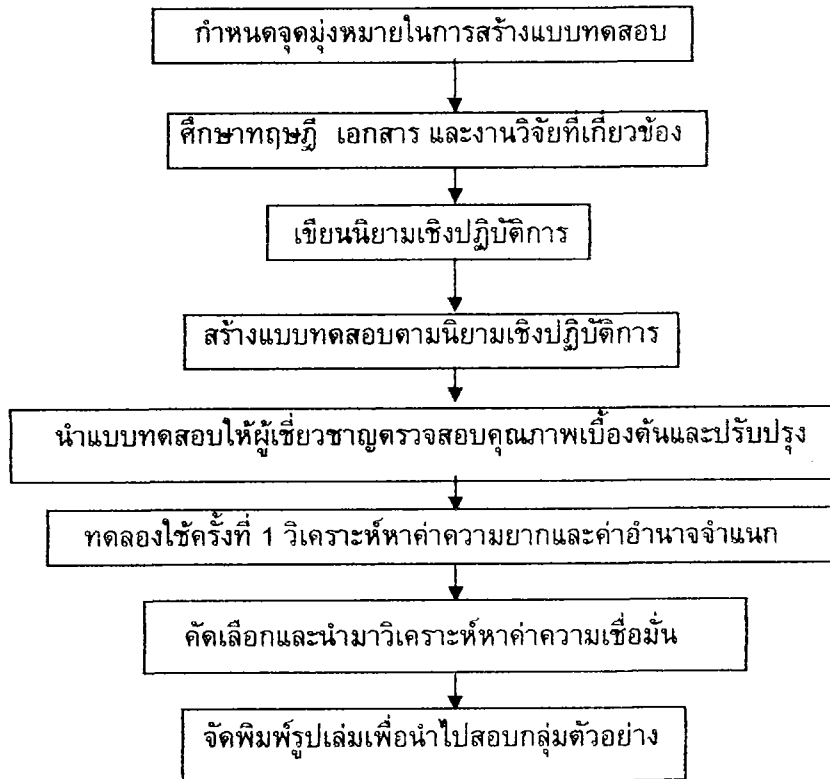 กำหนดจุดมุ่งหมายในการสร้างแบบทดสอบ
ศึกษาทฤษฎี เอกสาร และงานวิจัยที่เกี่ยวข้อง
เขียนนิยามเชิงปฏิบัติการ
สร้างแบบทดสอบตามนิยามเชิงปฏิบัติการ
นำแบบทดสอบให้ผู้เชี่ยวชาญตรวจสอบคุณภาพเบื้องต้นและปรับปรุง
ทดลองใช้ครั้งที่ 1 วิเคราะห์หาค่าความยากและค่าอำนาจจำแนก
คัดเลือกและนำมาวิเคราะห์หาค่าความเชื่อมั่น
จัดพิมพ์รูปเล่มเพื่อนำไปสอบกลุ่มตัวอย่าง